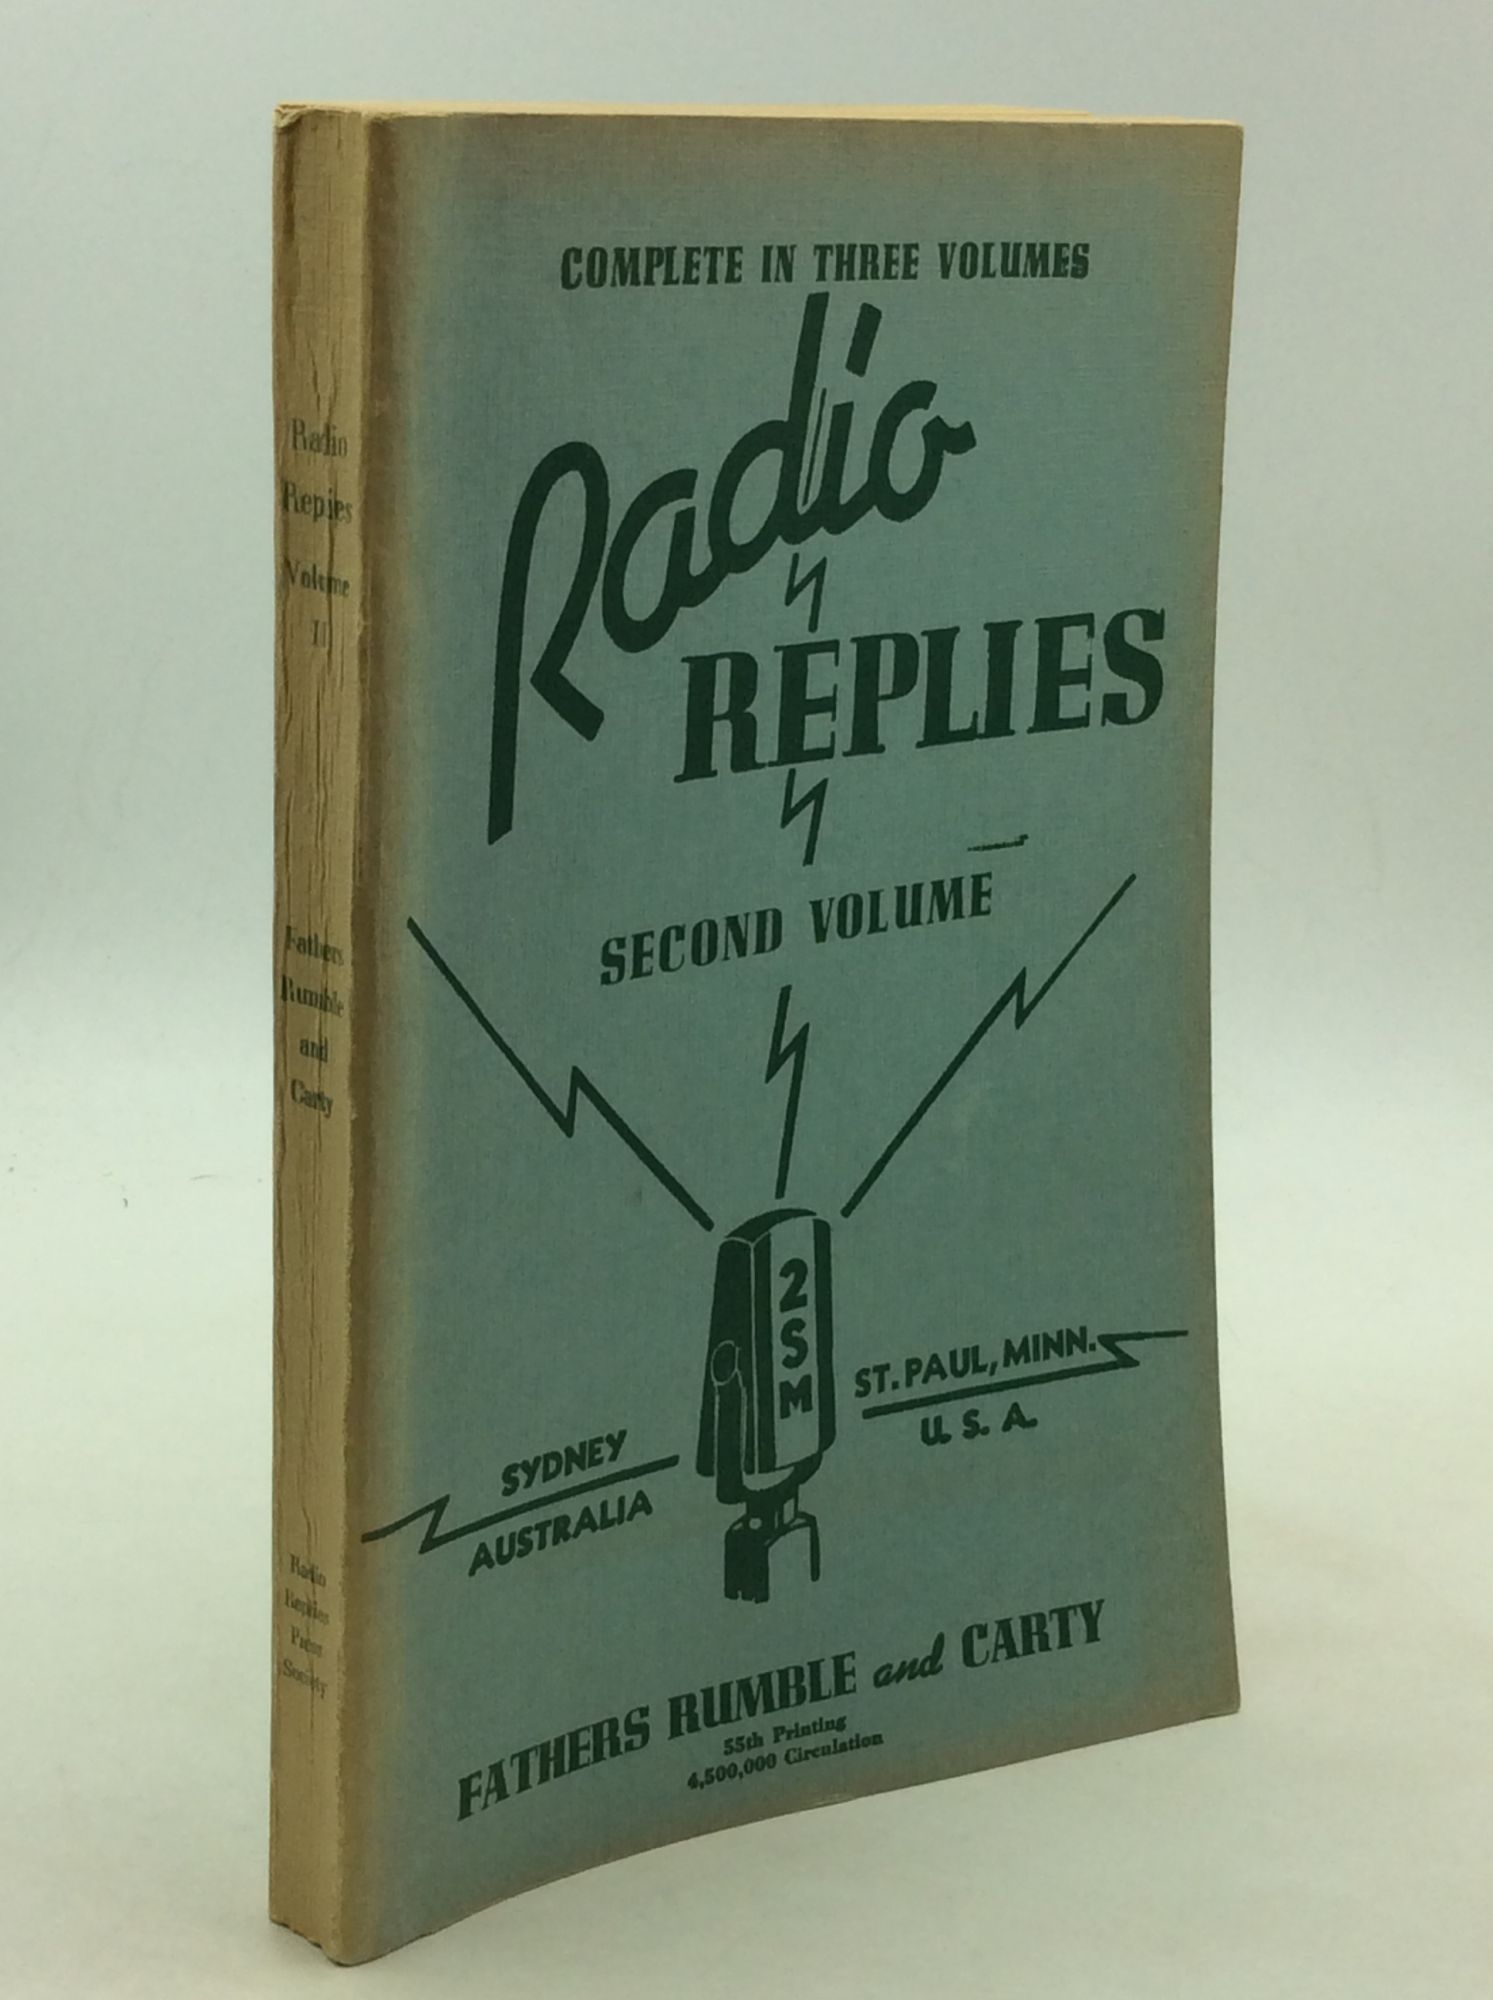 COMPLETE IN THREE VOLUMES
Radio
REPLIES
SECOND VOLUME
2SM
SYDNEY
AUSTRALIA
ST. PAUL, MINN.
U. S. A.
FATHERS RUMBLE and CARTY
55th Printing
4,500,000 Circulation
Radio
Repies
Volume
II
Fathers
Rumble
and
Carty
Radio
Replies
Press
Society